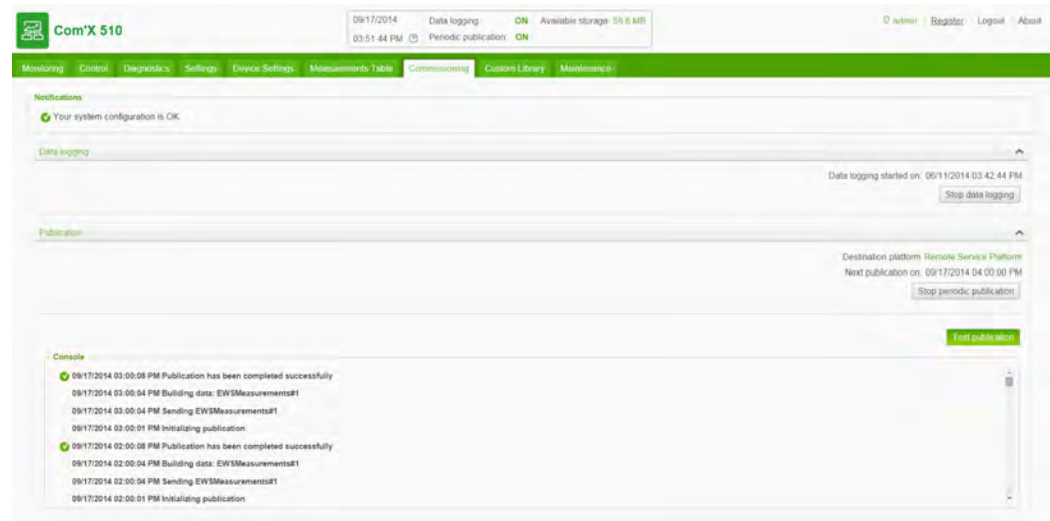 Com'X 510
09/17/2014 Data logging: ON Available storage: 56.6 MB
03:51:44 PM Periodic publication: ON
admin Register Logout About
Monitoring Control Diagnostics Settings Device Settings Measurements Table Commissioning Custom Library Maintenance
Notifications
Your system configuration is OK
Data logging
Data logging started on: 06/11/2014 03:42:44 PM
Stop data logging
Publication
Destination platform: Remote Service Platform
Next publication on: 09/17/2014 04:00:00 PM
Stop periodic publication
Test publication
Console
09/17/2014 03:00:08 PM Publication has been completed successfully
09/17/2014 03:00:04 PM Building data: EWSMeasurements#1
09/17/2014 03:00:04 PM Sending EWSMeasurements#1
09/17/2014 03:00:01 PM Initializing publication
09/17/2014 02:00:08 PM Publication has been completed successfully
09/17/2014 02:00:04 PM Building data: EWSMeasurements#1
09/17/2014 02:00:04 PM Sending EWSMeasurements#1
09/17/2014 02:00:01 PM Initializing publication